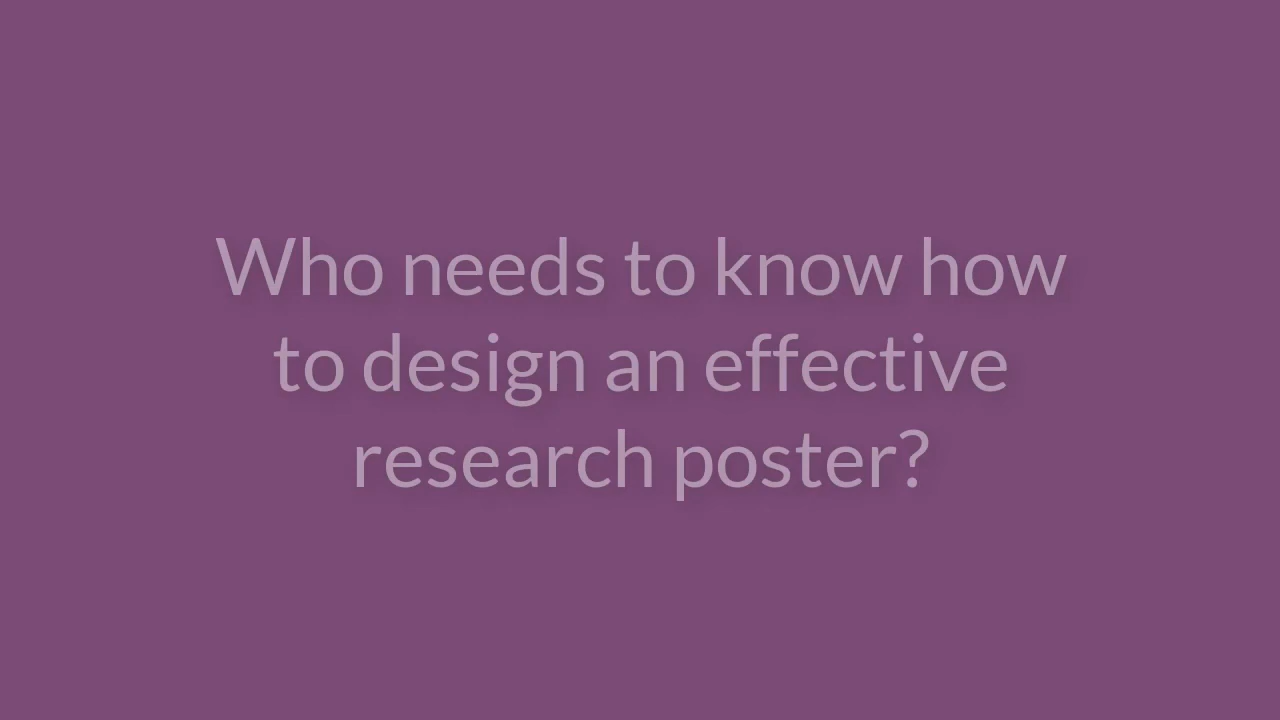 Who needs to know how
to design an effective
research poster?